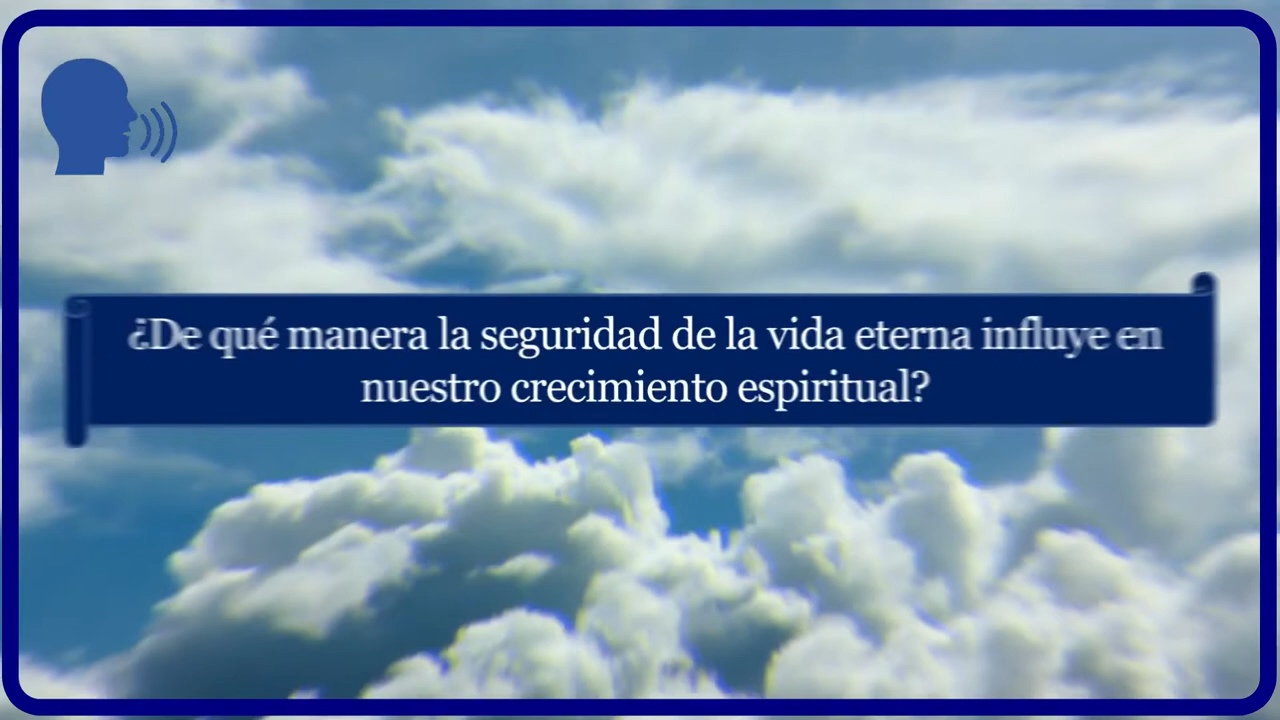 ¿De qué manera la seguridad de la vida eterna influye en
nuestro crecimiento espiritual?